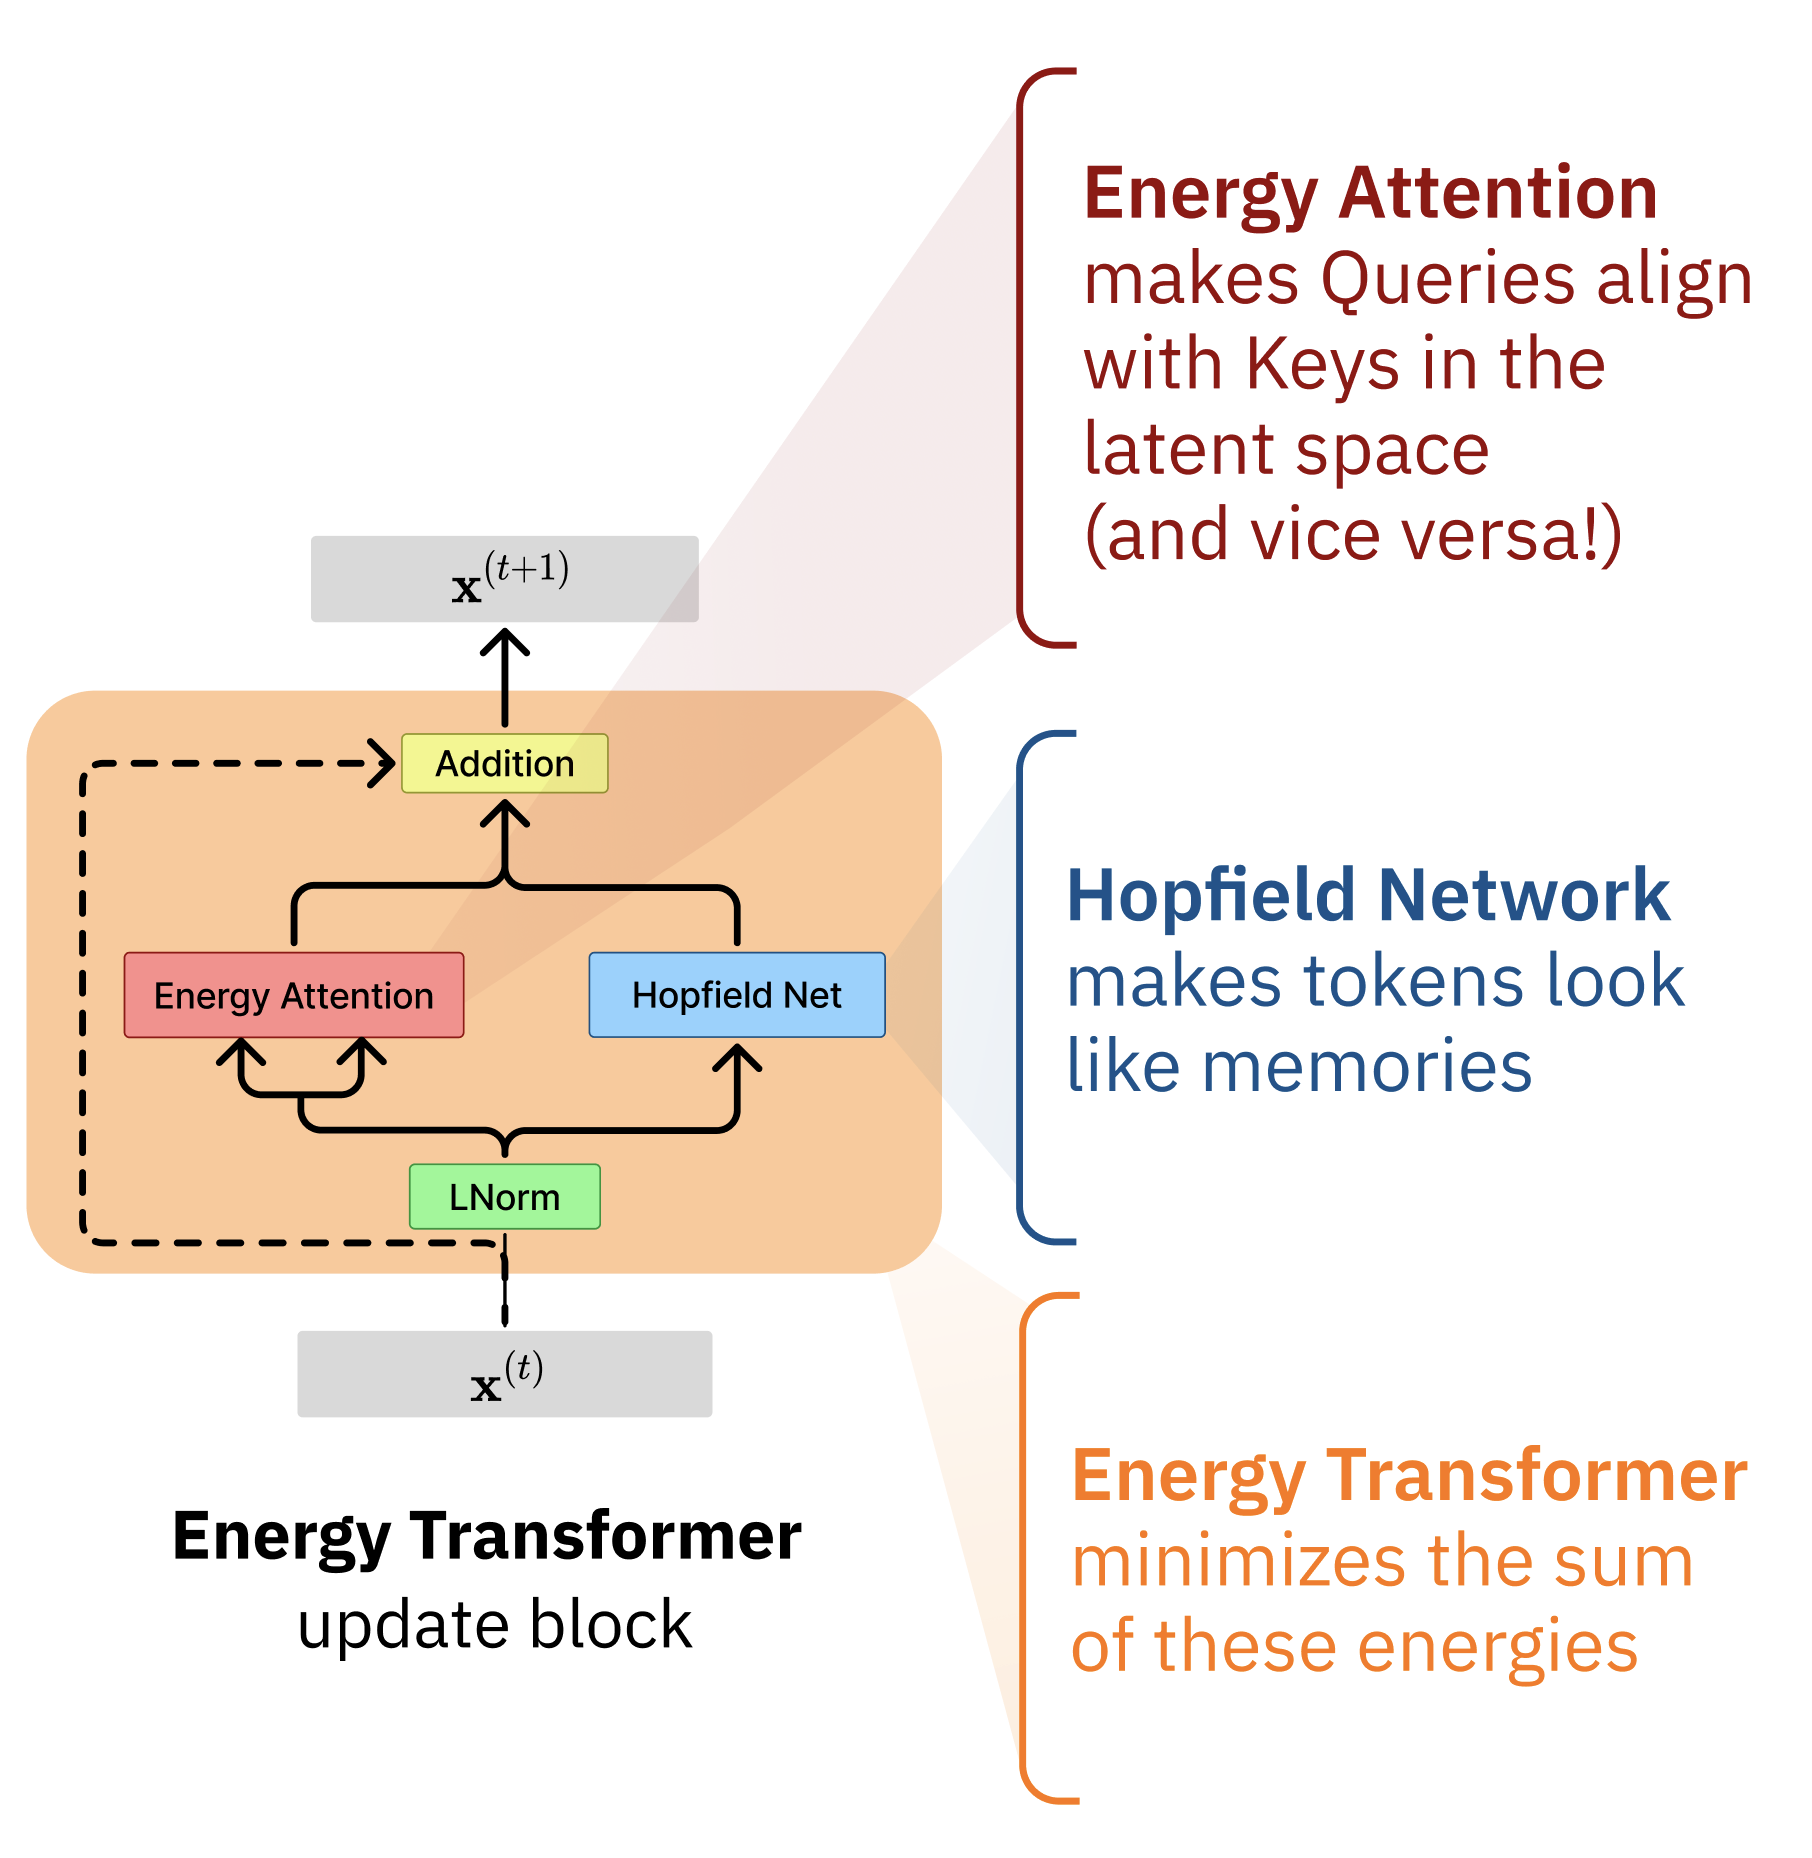 Energy Attention
makes Queries align
with Keys in the
latent space
(and vice versa!)
x^(t+1)
Addition
Energy Attention
Hopfield Net
LNorm
x^(t)
Hopfield Network
makes tokens look
like memories
Energy Transformer
minimizes the sum
of these energies
Energy Transformer
update block